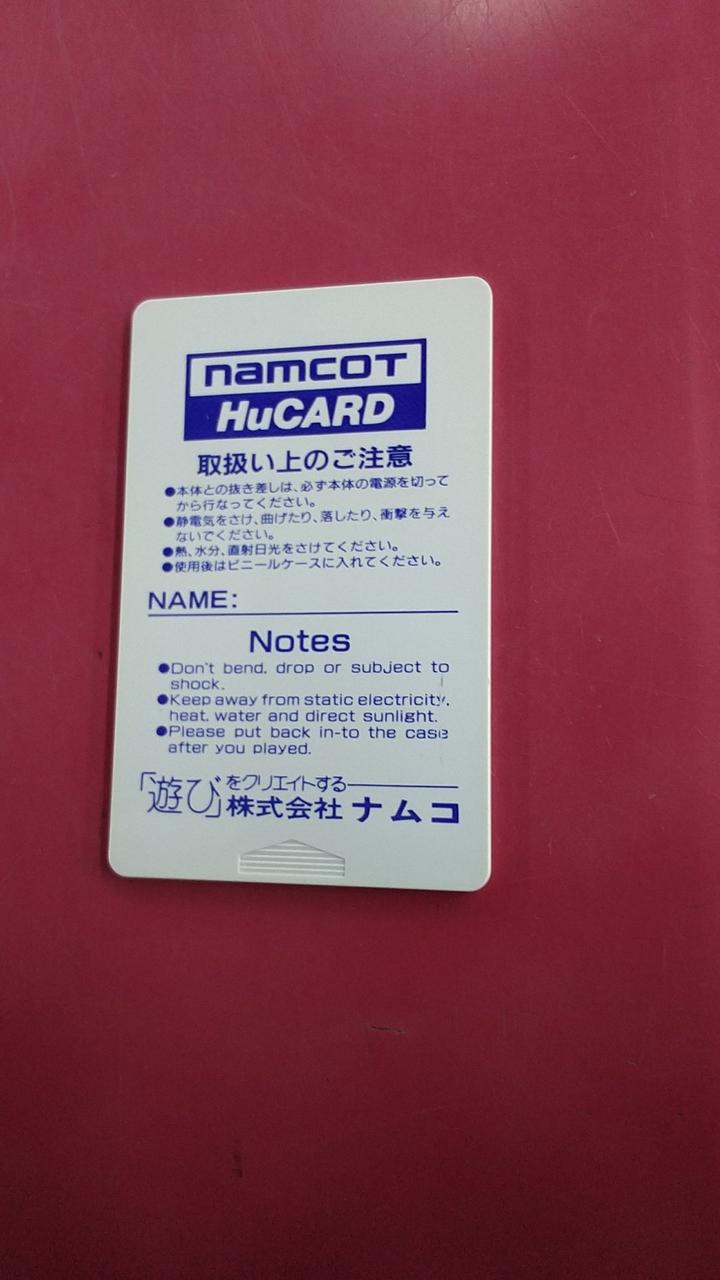 namcot
HuCARD
取扱い上のご注意
●本体との抜き差しは、必ず本体の電源を切って
から行なってください。
●静電気をさけ、曲げたり、落したり、衝撃を与え
ないでください。
●熱、水分、直射日光をさけてください。
●使用後はビニールケースに入れてください。
NAME:
Notes
●Don't bend, drop or subject to
shock.
●Keep away from static electricity,
heat, water and direct sunlight.
●Please put back in-to the case
after you played.
「遊び」をクリエイトする
株式会社ナムコ